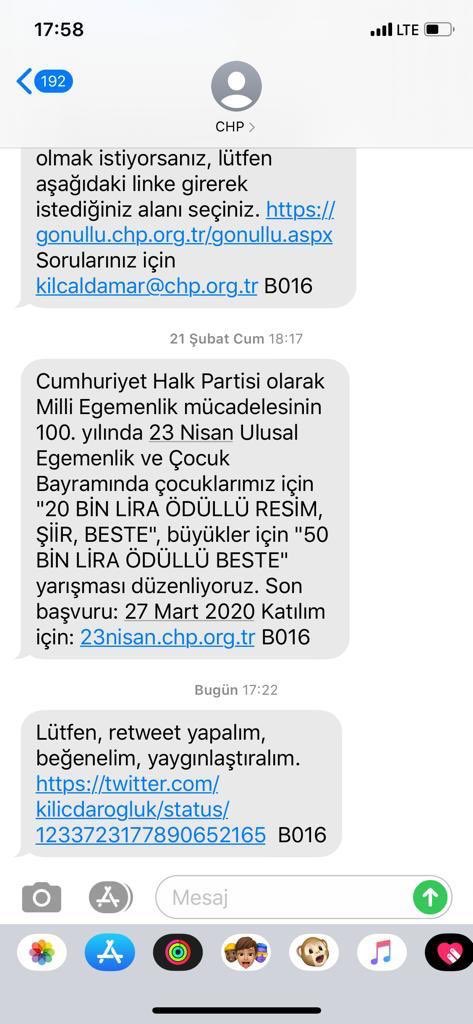 17:58
LTE
192
CHP
olmak istiyorsanız, lütfen
aşağıdaki linke girerek
istediğiniz alanı seçiniz. https://
gonullu.chp.org.tr/gonullu.aspx
Sorularınız için
kilcaldamar@chp.org.tr B016
21 Şubat Cum 18:17
Cumhuriyet Halk Partisi olarak
Milli Egemenlik mücadelesinin
100. yılında 23 Nisan Ulusal
Egemenlik ve Çocuk
Bayramında çocuklarımız için
"20 BİN LİRA ÖDÜLLÜ RESİM,
ŞİİR, BESTE", büyükler için "50
BİN LİRA ÖDÜLLÜ BESTE"
yarışması düzenliyoruz. Son
başvuru: 27 Mart 2020 Katılım
için: 23nisan.chp.org.tr B016
Bugün 17:22
Lütfen, retweet yapalım,
beğenelim, yaygınlaştıralım.
https://twitter.com/
kilicdarogluk/status/
1233723177890652165 B016
Mesaj